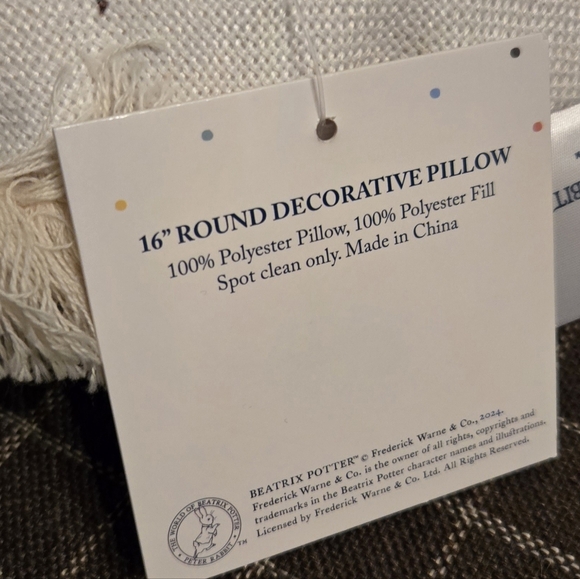 16” ROUND DECORATIVE PILLOW
100% Polyester Pillow, 100% Polyester Fill
Spot clean only. Made in China
BEATRIX POTTER™ © Frederick Warne & Co., 2024.
Frederick Warne & Co. is the owner of all rights, copyrights and
trademarks in the Beatrix Potter character names and illustrations.
Licensed by Frederick Warne & Co. Ltd. All Rights Reserved.
THE WORLD OF BEATRIX POTTER
PETER RABBIT
TM